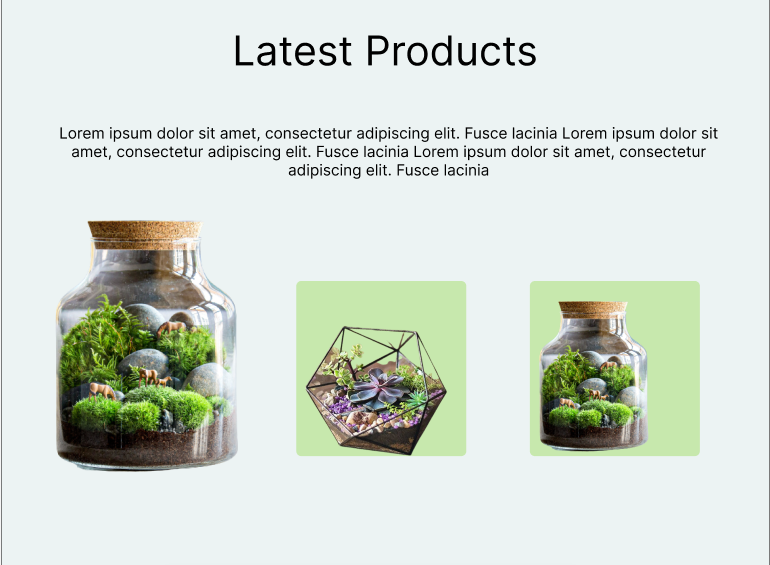 Latest Products
Lorem ipsum dolor sit amet, consectetur adipiscing elit. Fusce lacinia Lorem ipsum dolor sit
amet, consectetur adipiscing elit. Fusce lacinia Lorem ipsum dolor sit amet, consectetur
adipiscing elit. Fusce lacinia